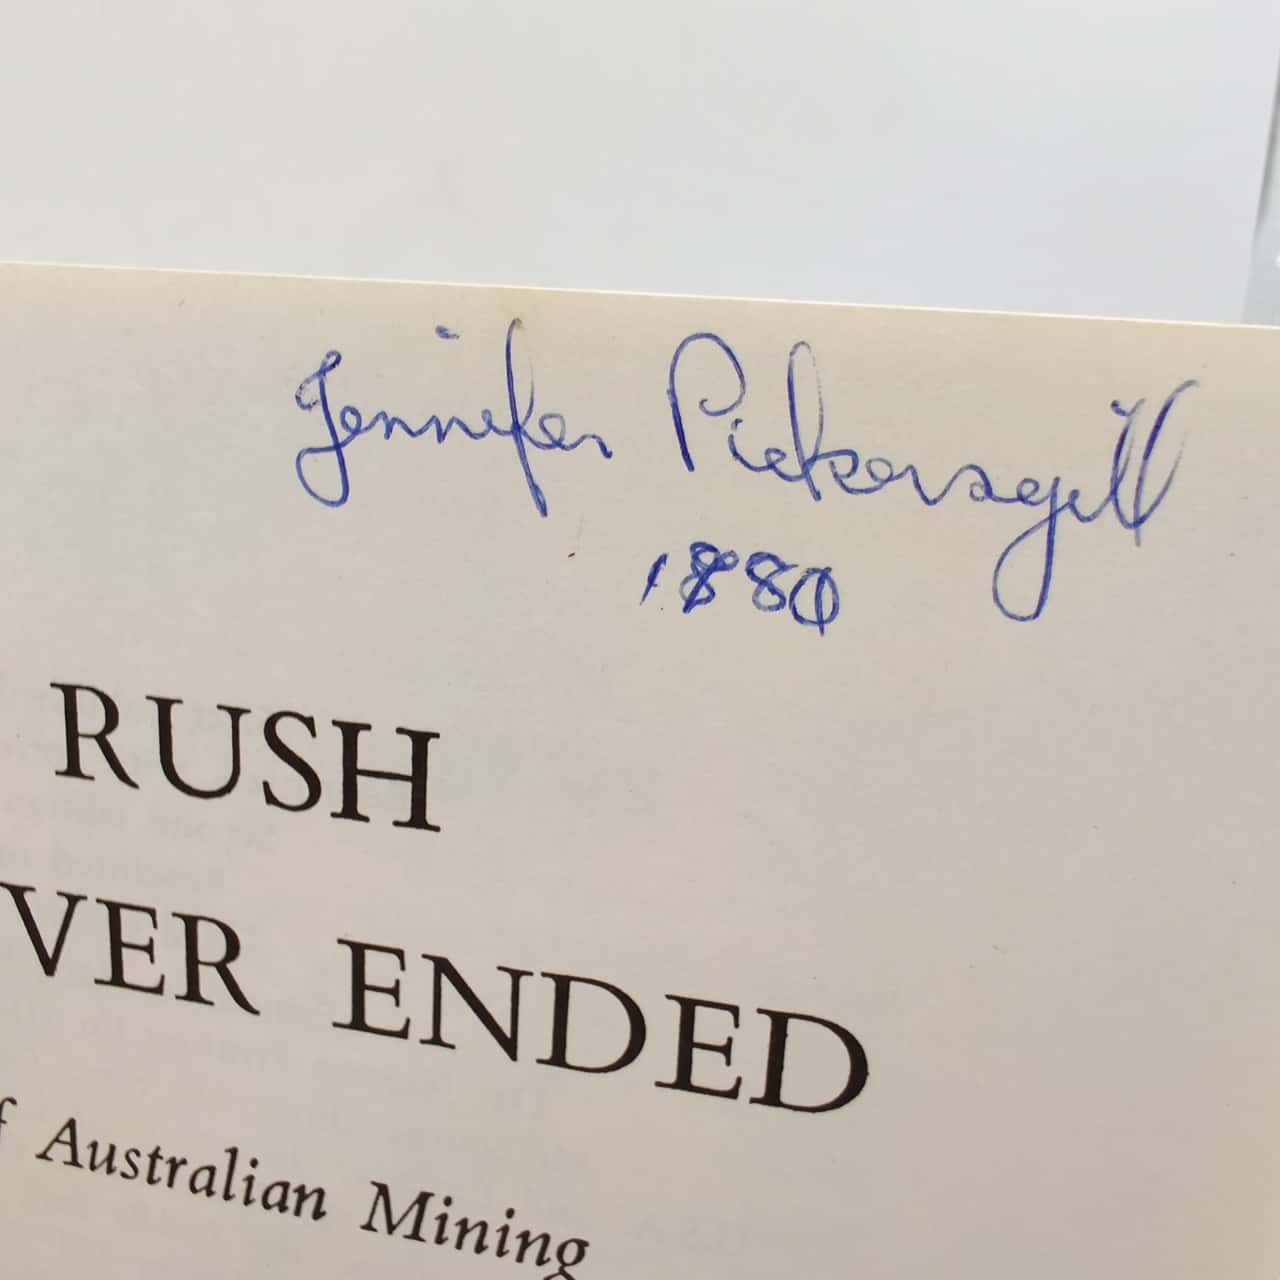 Jennifer Pickersgill
1880
RUSH
VER ENDED
f Australian Mining